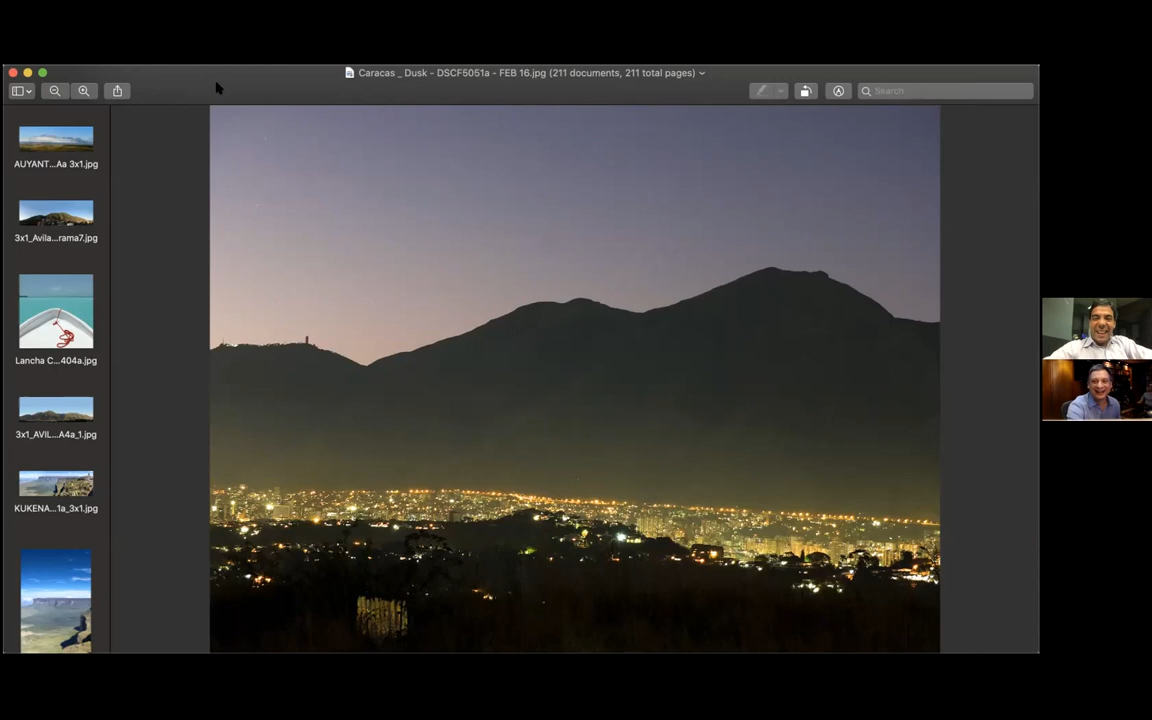 Caracas _ Dusk - DSCF5051a - FEB 16.jpg (211 documents, 211 total pages)
Search
AUYANT...Aa 3x1.jpg
3x1_Avila...rama7.jpg
Lancha C...404a.jpg
3x1_AVIL...A4a_1.jpg
KUKENA...1a_3x1.jpg